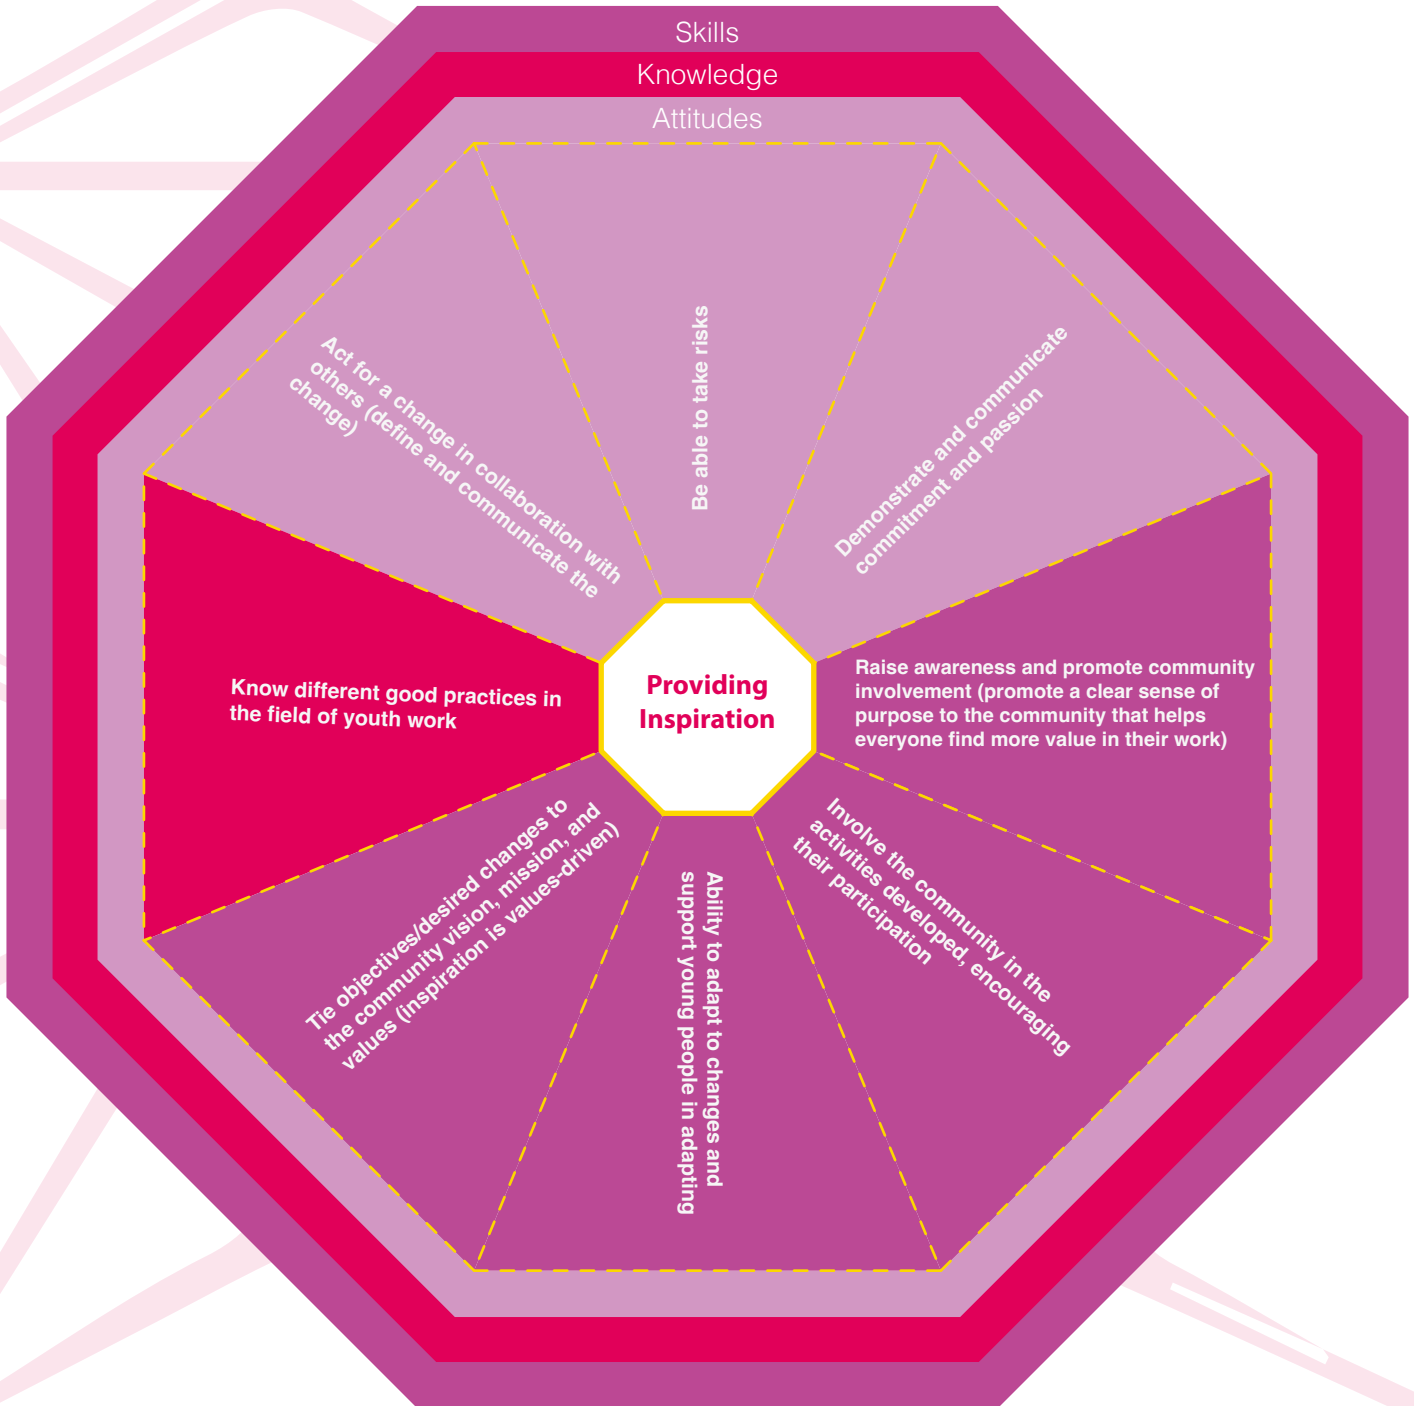 Skills
Knowledge
Attitudes
Act for a change in collaboration with
others (define and communicate the
change)
Be able to take risks
Demonstrate and communicate
commitment and passion
Know different good practices in
the field of youth work
Providing
Inspiration
Raise awareness and promote community
involvement (promote a clear sense of
purpose to the community that helps
everyone find more value in their work)
Tie objectives/desired changes to
the community vision, mission, and
values (inspiration is values-driven)
Ability to adapt to changes and
support young people in adapting
Involve the community in the
activities developed, encouraging
their participation